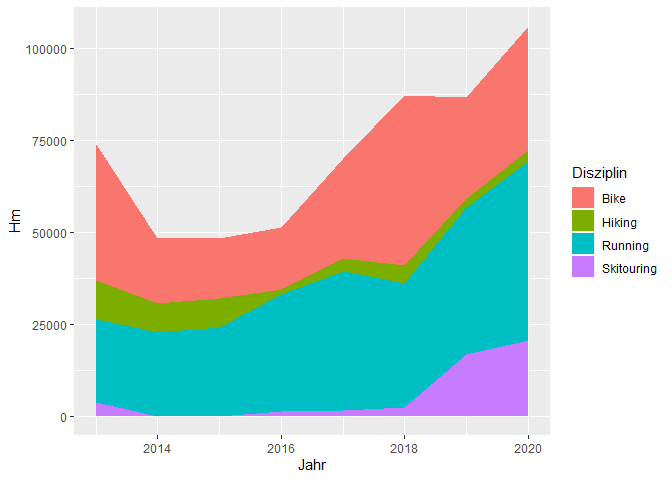 100000
75000
50000
25000
0
Hm
2014
2016
2018
2020
Jahr
Disziplin
Bike
Hiking
Running
Skitouring